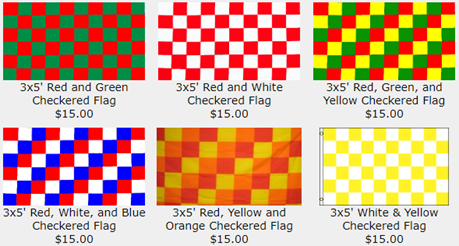 3x5' Red and Green
Checkered Flag
$15.00
3x5' Red and White
Checkered Flag
$15.00
3x5' Red, Green, and
Yellow Checkered Flag
$15.00
3x5' Red, White, and Blue
Checkered Flag
$15.00
3x5' Red, Yellow and
Orange Checkered Flag
$15.00
3x5' White & Yellow
Checkered Flag
$15.00